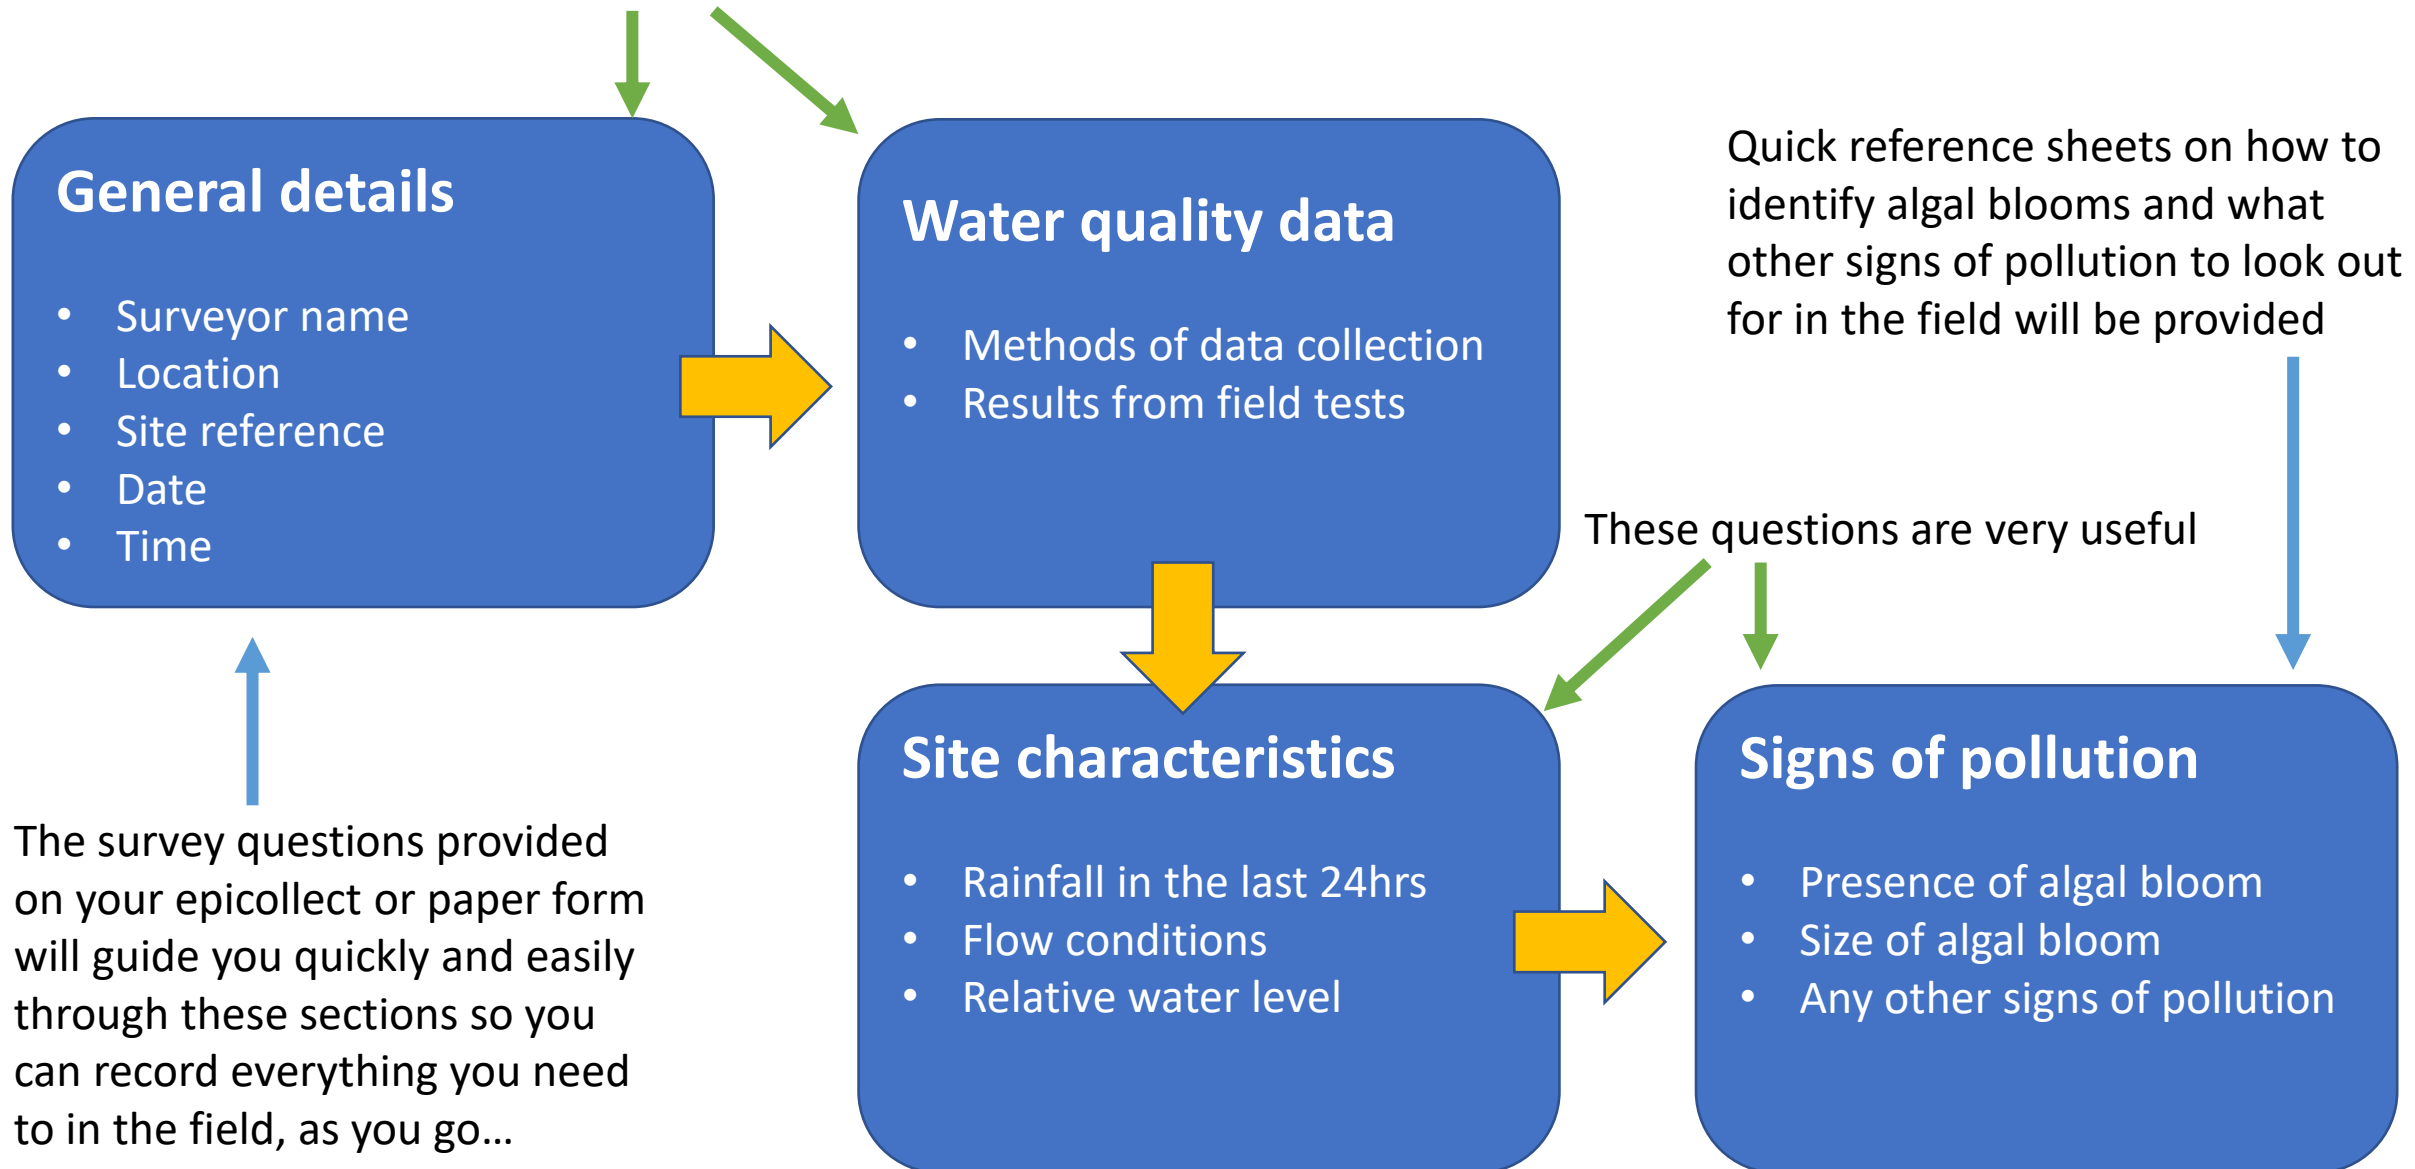 General details
• Surveyor name
• Location
• Site reference
• Date
• Time
Water quality data
• Methods of data collection
• Results from field tests
Quick reference sheets on how to
identify algal blooms and what
other signs of pollution to look out
for in the field will be provided
These questions are very useful
The survey questions provided
on your epicollect or paper form
will guide you quickly and easily
through these sections so you
can record everything you need
to in the field, as you go…
Site characteristics
• Rainfall in the last 24hrs
• Flow conditions
• Relative water level
Signs of pollution
• Presence of algal bloom
• Size of algal bloom
• Any other signs of pollution